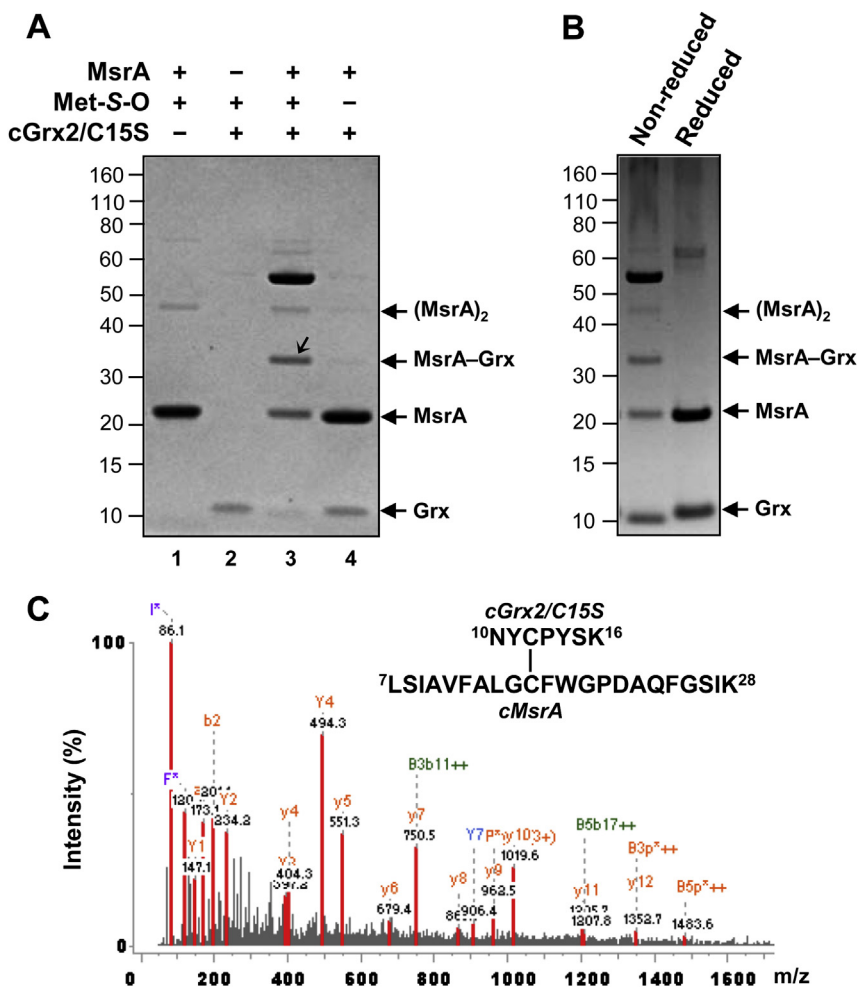 A
MsrA + – + +
Met-S-O + + + –
cGrx2/C15S – + + +
160
110
80
60
50
40
30
20
15
10
(MsrA)2
MsrA–Grx
MsrA
Grx
1 2 3 4
B
Non-reduced
Reduced
160
110
80
60
50
40
30
20
15
10
(MsrA)2
MsrA–Grx
MsrA
Grx
C
cGrx2/C15S
10NYCPYSK16
7LSIAVFALGCFWGPDAQFGSIK28
cMsrA
Intensity (%)
100
0
I*
86.1
F*
120
173.1
b2
Y2
234.2
Y1
147.1
y4
404.3
Y4
494.3
y5
551.3
y6
679.4
B3b11++
y7
750.5
y8
Y7
906.4
y9
962.5
y10
1019.6
B5b17++
y11
1207.8
B3p*++
y12
1352.7
B5p*++
1483.6
0 200 400 600 800 1000 1200 1400 1600 m/z